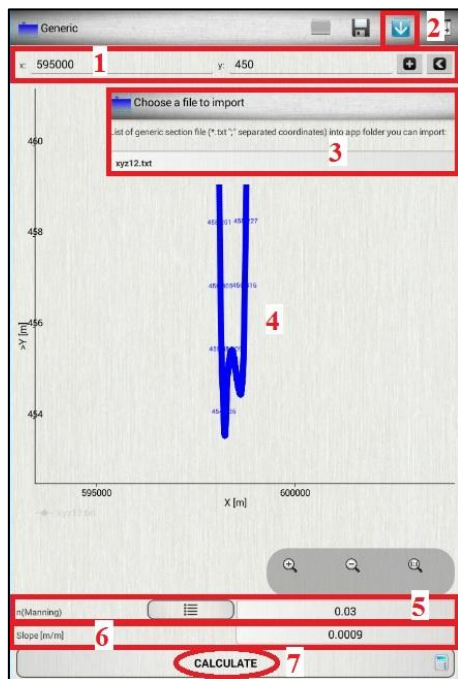 Generic
2
x: 595000 1 y: 450
Choose a file to import
List of generic section file (*.txt ";" separated coordinates) into app folder you can import:
3
xyz12.txt
460
458
456
454
>Y [m]
4
595000 600000
X [m]
xyz12.txt
n(Manning) 0.03 5
Slope [m/m] 6 0.0009
CALCULATE 7